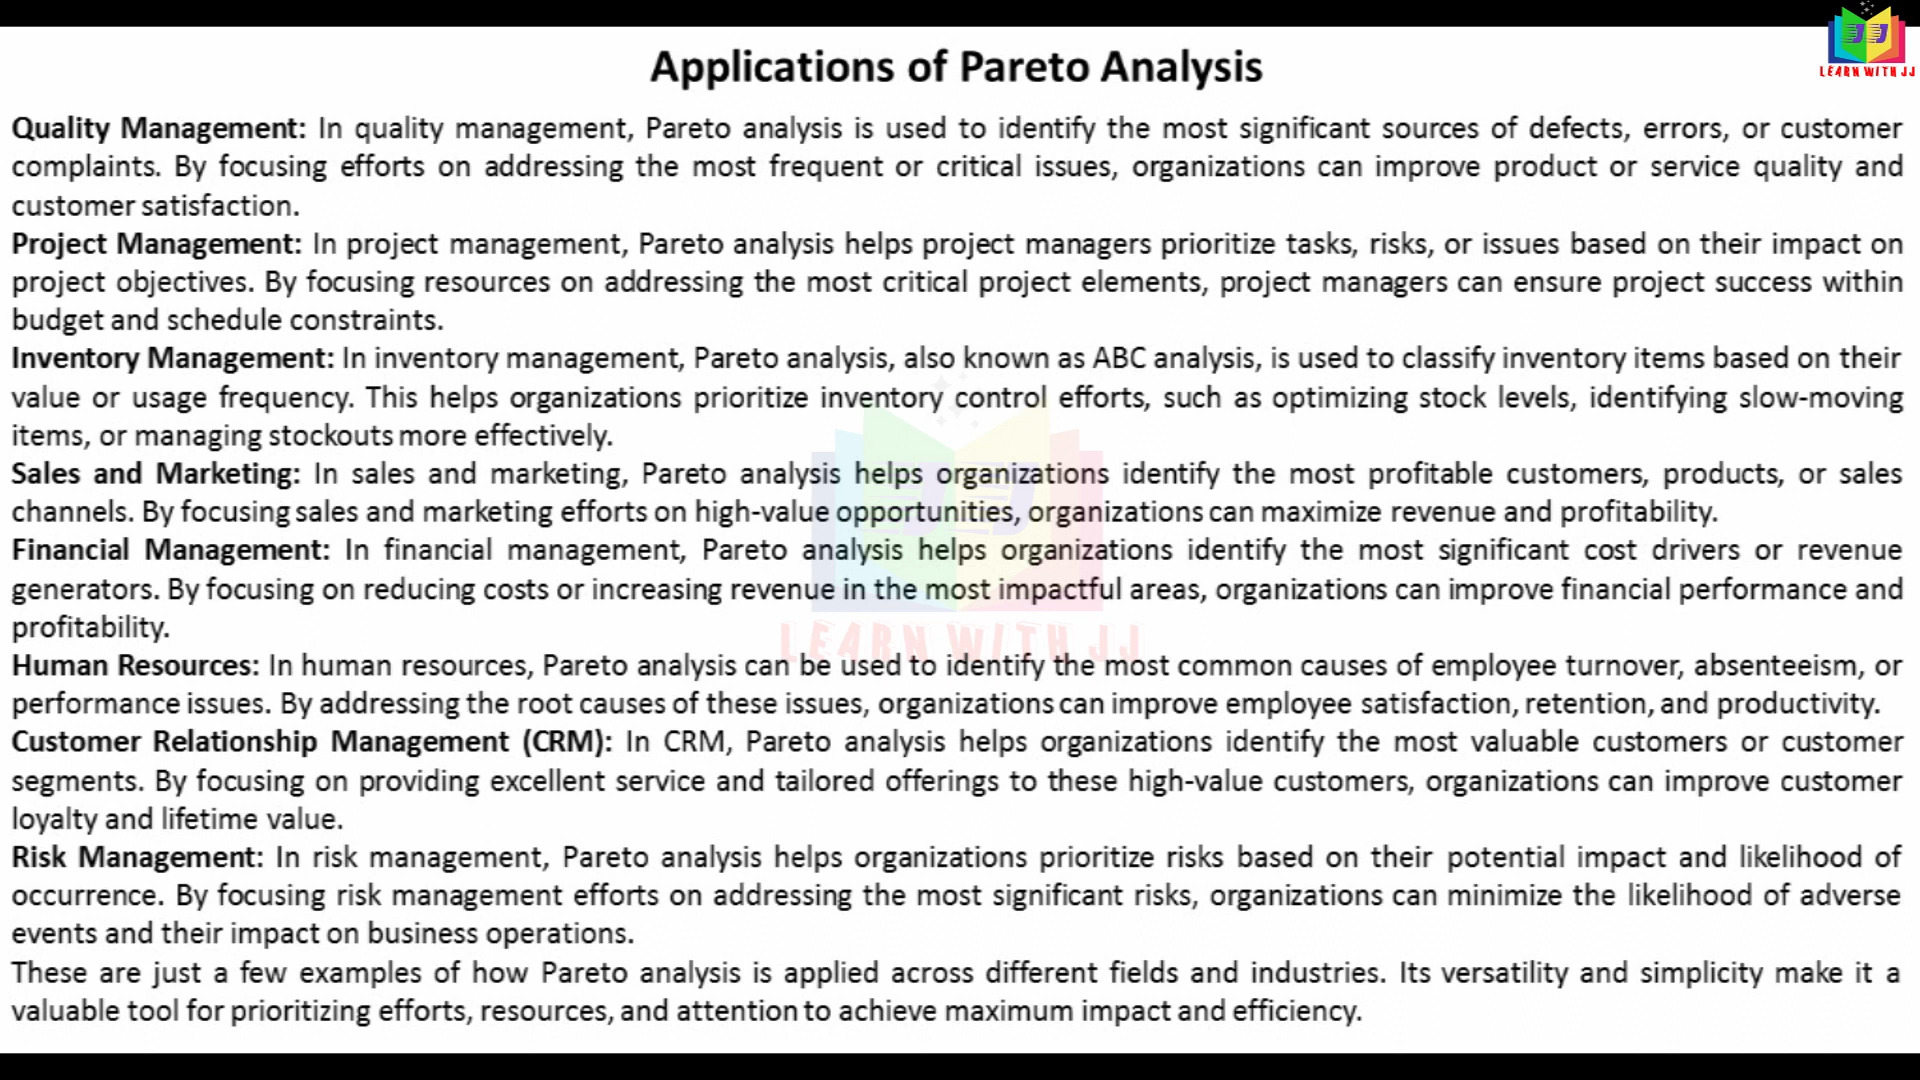 Applications of Pareto Analysis
LEARN WITH JJ
Quality Management: In quality management, Pareto analysis is used to identify the most significant sources of defects, errors, or customer
complaints. By focusing efforts on addressing the most frequent or critical issues, organizations can improve product or service quality and
customer satisfaction.
Project Management: In project management, Pareto analysis helps project managers prioritize tasks, risks, or issues based on their impact on
project objectives. By focusing resources on addressing the most critical project elements, project managers can ensure project success within
budget and schedule constraints.
Inventory Management: In inventory management, Pareto analysis, also known as ABC analysis, is used to classify inventory items based on their
value or usage frequency. This helps organizations prioritize inventory control efforts, such as optimizing stock levels, identifying slow-moving
items, or managing stockouts more effectively.
Sales and Marketing: In sales and marketing, Pareto analysis helps organizations identify the most profitable customers, products, or sales
channels. By focusing sales and marketing efforts on high-value opportunities, organizations can maximize revenue and profitability.
Financial Management: In financial management, Pareto analysis helps organizations identify the most significant cost drivers or revenue
generators. By focusing on reducing costs or increasing revenue in the most impactful areas, organizations can improve financial performance and
profitability.
LEARN WITH JJ
Human Resources: In human resources, Pareto analysis can be used to identify the most common causes of employee turnover, absenteeism, or
performance issues. By addressing the root causes of these issues, organizations can improve employee satisfaction, retention, and productivity.
Customer Relationship Management (CRM): In CRM, Pareto analysis helps organizations identify the most valuable customers or customer
segments. By focusing on providing excellent service and tailored offerings to these high-value customers, organizations can improve customer
loyalty and lifetime value.
Risk Management: In risk management, Pareto analysis helps organizations prioritize risks based on their potential impact and likelihood of
occurrence. By focusing risk management efforts on addressing the most significant risks, organizations can minimize the likelihood of adverse
events and their impact on business operations.
These are just a few examples of how Pareto analysis is applied across different fields and industries. Its versatility and simplicity make it a
valuable tool for prioritizing efforts, resources, and attention to achieve maximum impact and efficiency.